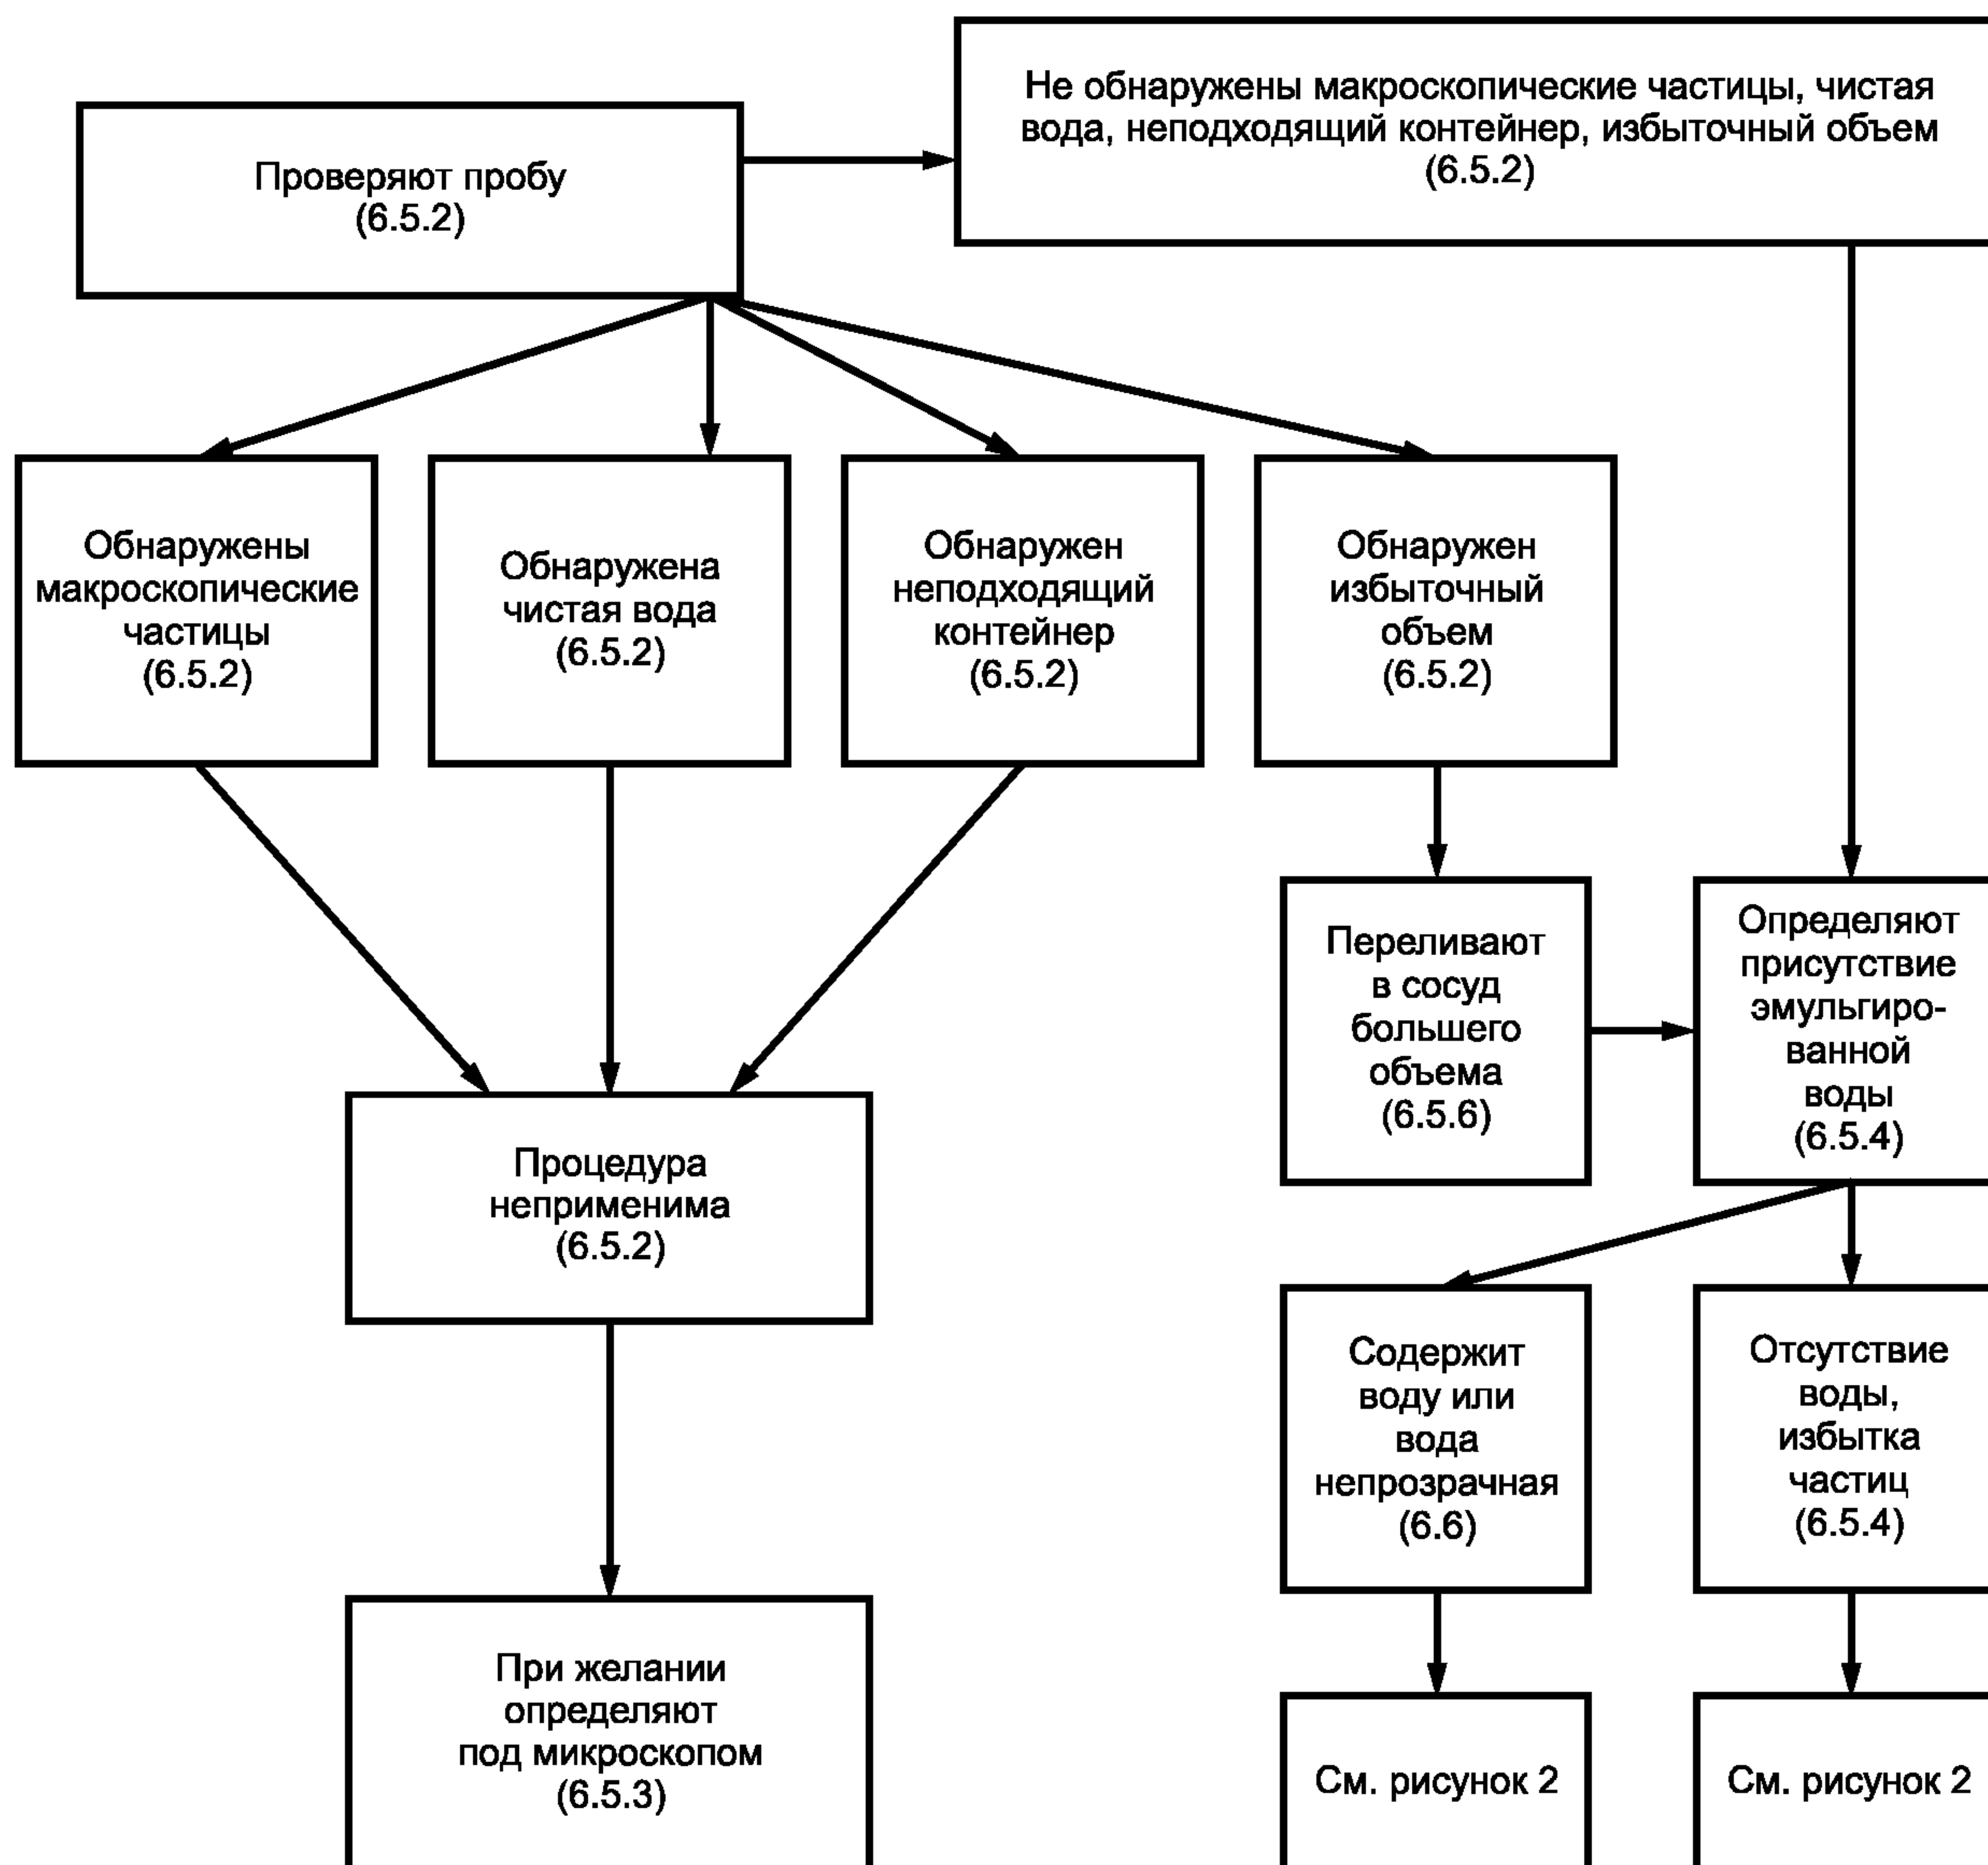 Не обнаружены макроскопические частицы, чистая
вода, неподходящий контейнер, избыточный объем
(6.5.2)
Проверяют пробу
(6.5.2)
Обнаружены
макроскопические
частицы
(6.5.2)
Обнаружена
чистая вода
(6.5.2)
Обнаружен
неподходящий
контейнер
(6.5.2)
Обнаружен
избыточный
объем
(6.5.2)
Переливают
в сосуд
большего
объема
(6.5.6)
Определяют
присутствие
эмульгиро-
ванной
воды
(6.5.4)
Процедура
неприменима
(6.5.2)
Содержит
воду или
вода
непрозрачная
(6.6)
Отсутствие
воды,
избытка
частиц
(6.5.4)
При желании
определяют
под микроскопом
(6.5.3)
См. рисунок 2
См. рисунок 2